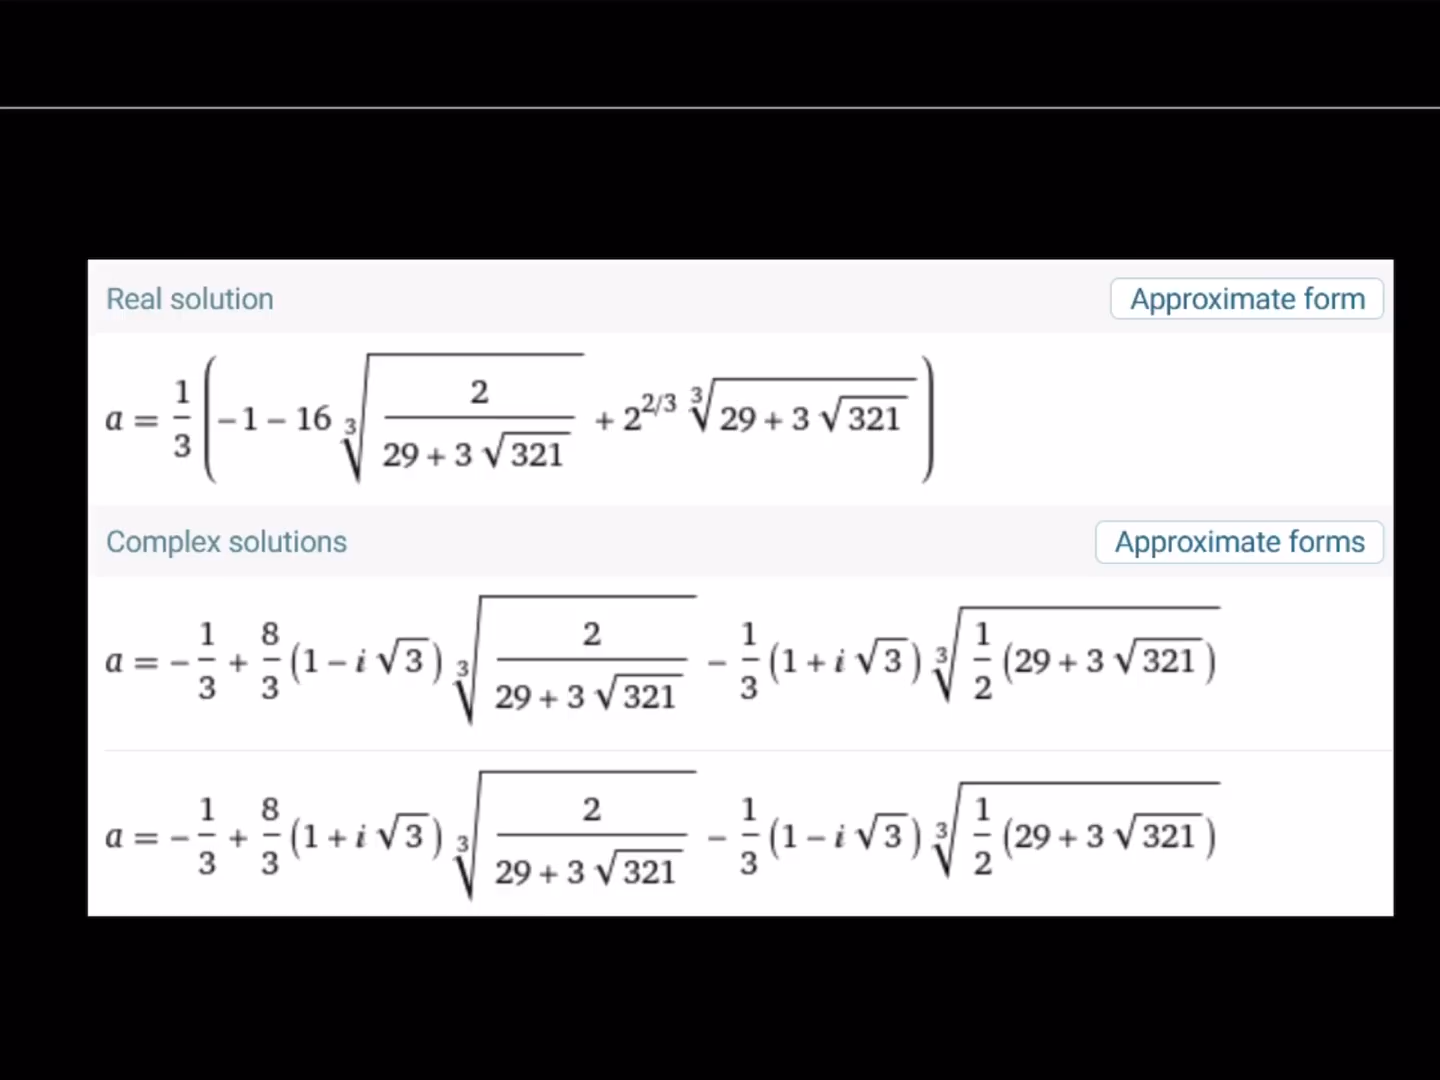 Real solution
Approximate form
a = 1/3 (−1 − 16 ∛(2/(29 + 3 √321)) + 2^(2/3) ∛(29 + 3 √321))
Complex solutions
Approximate forms
a = −1/3 + 8/3 (1 − i √3) ∛(2/(29 + 3 √321)) − 1/3 (1 + i √3) ∛(1/2 (29 + 3 √321))
a = −1/3 + 8/3 (1 + i √3) ∛(2/(29 + 3 √321)) − 1/3 (1 − i √3) ∛(1/2 (29 + 3 √321))